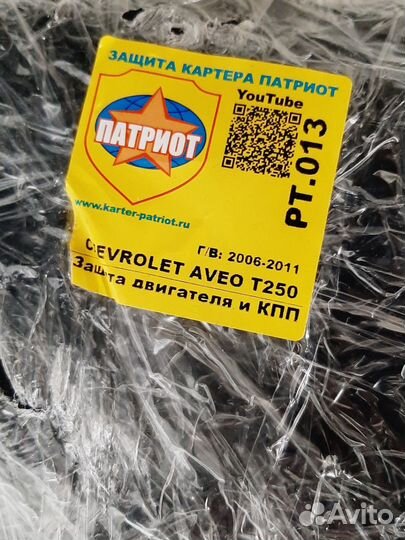 ЗАЩИТА КАРТЕРА ПАТРИОТ
YouTube
ПАТРИОТ
PT.013
www.karter-patriot.ru
Г/В: 2006-2011
CEVROLET AVEO T250
Защита двигателя и КПП
Avito